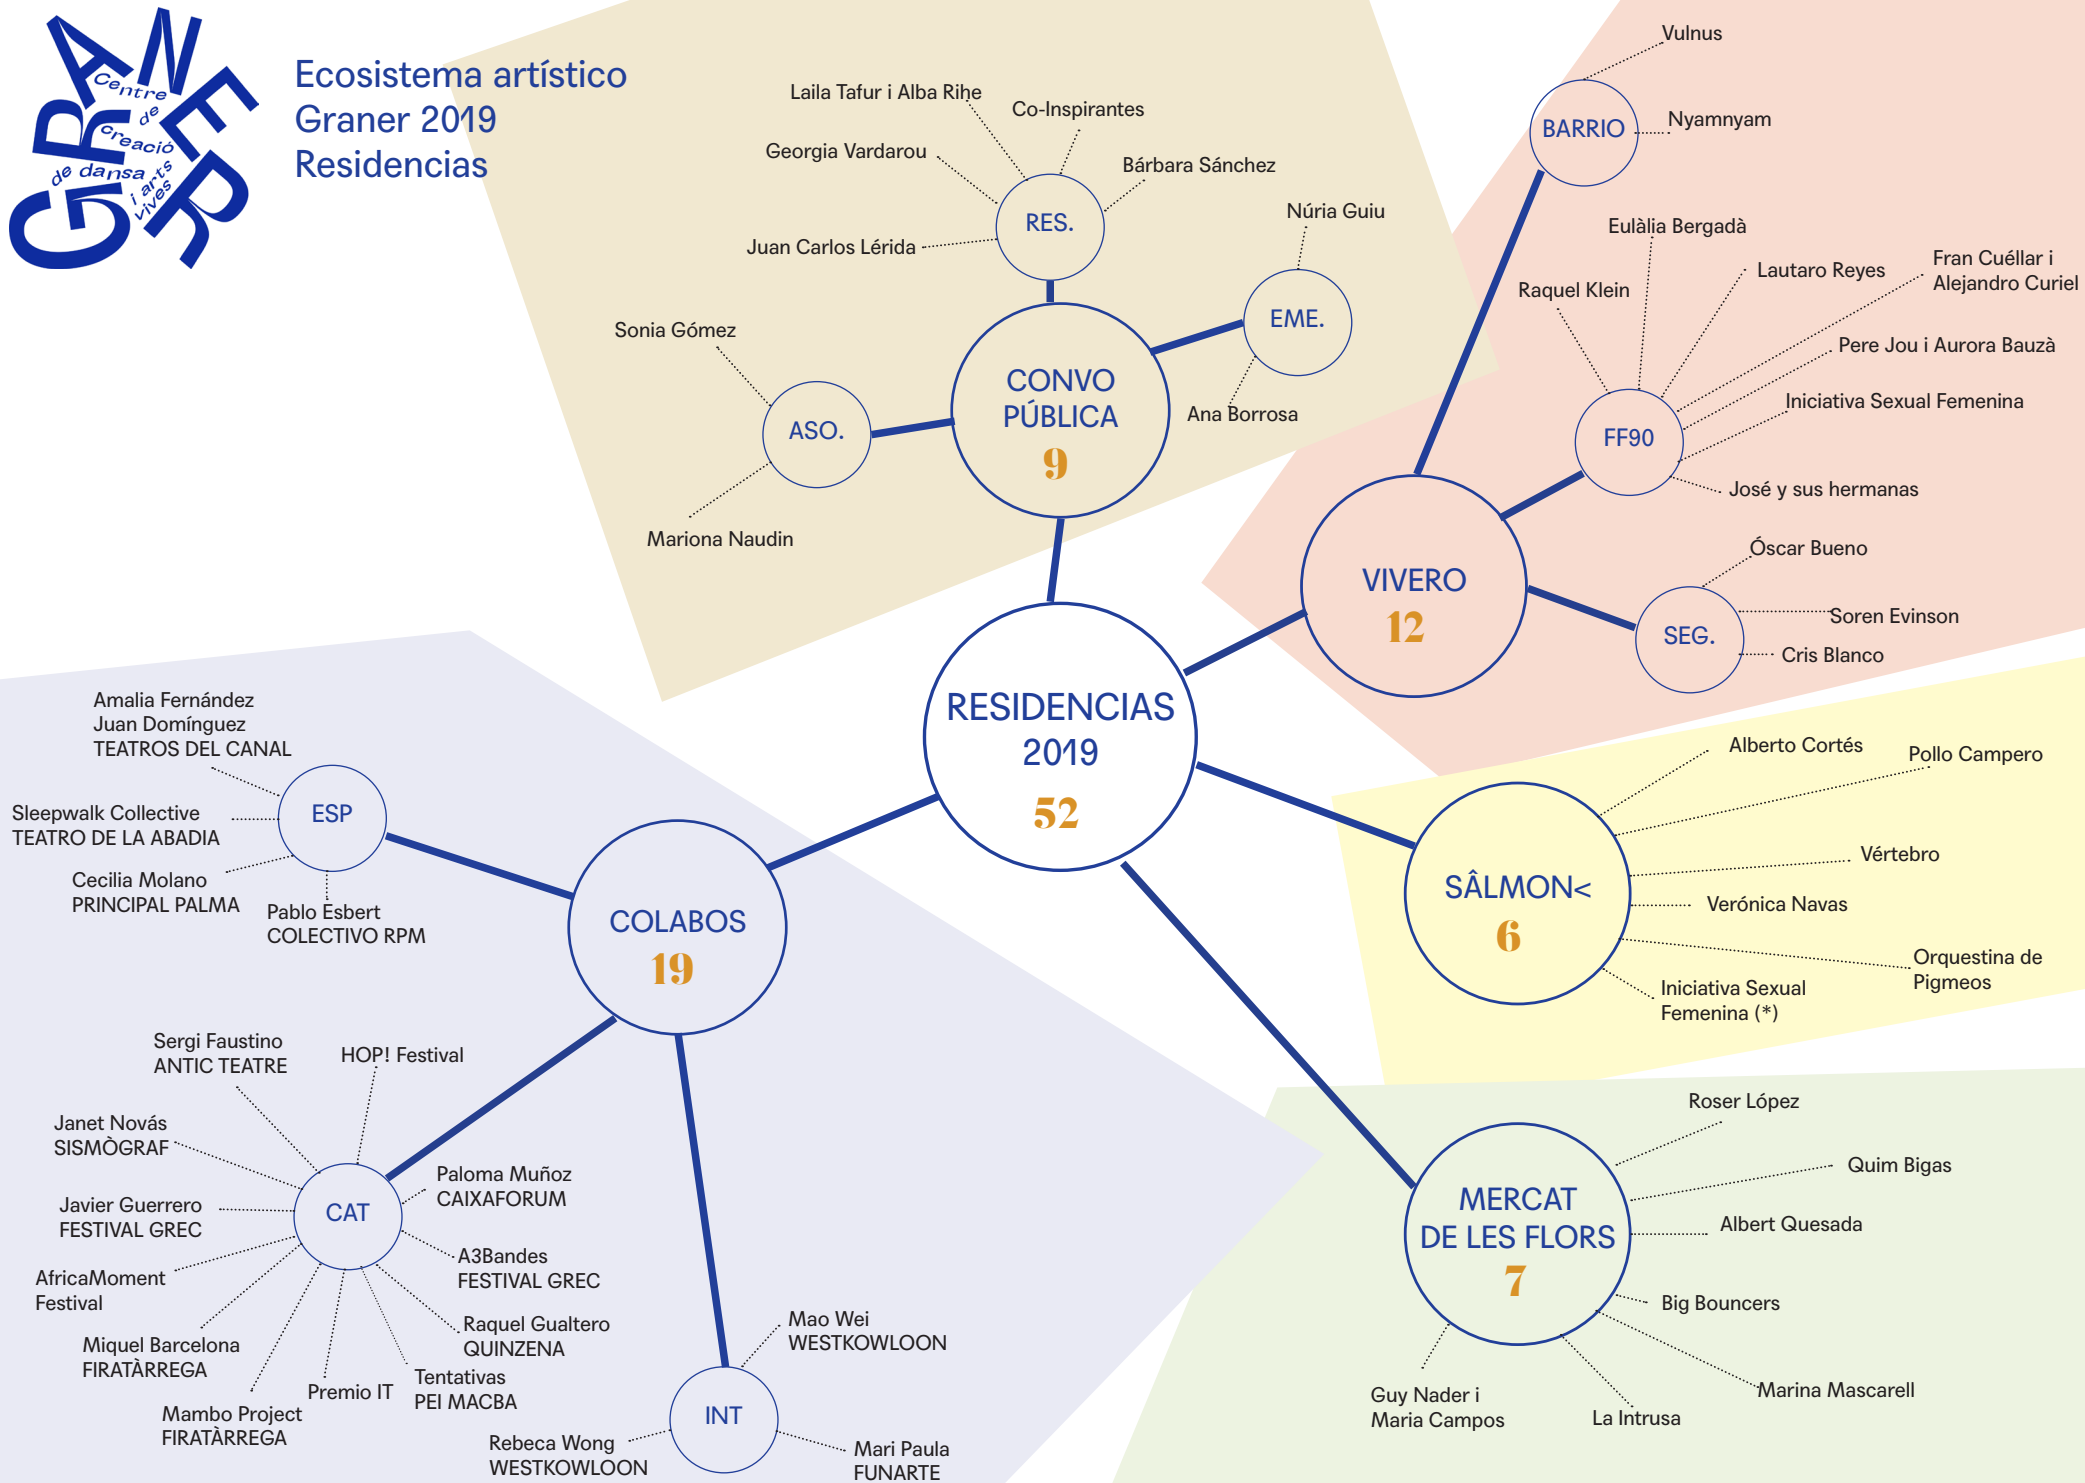 GRANER
Centre
de
creació
de dansa
i arts
vives
Ecosistema artístico
Graner 2019
Residencias
Laila Tafur i Alba Rihe
Co-Inspirantes
Georgia Vardarou
Bárbara Sánchez
Juan Carlos Lérida
RES.
Núria Guiu
EME.
Ana Borrosa
Sonia Gómez
ASO.
Mariona Naudin
CONVO
PÚBLICA
9
Vulnus
BARRIO
Nyamnyam
Eulàlia Bergadà
Lautaro Reyes
Fran Cuéllar i
Alejandro Curiel
Raquel Klein
Pere Jou i Aurora Bauzà
Iniciativa Sexual Femenina
FF90
José y sus hermanas
Óscar Bueno
Soren Evinson
SEG.
Cris Blanco
VIVERO
12
RESIDENCIAS
2019
52
Alberto Cortés
Pollo Campero
Vértebro
SÂLMON<
6
Verónica Navas
Orquestina de
Pigmeos
Iniciativa Sexual
Femenina (*)
Roser López
Quim Bigas
MERCAT
DE LES FLORS
7
Albert Quesada
Big Bouncers
Marina Mascarell
La Intrusa
Guy Nader i
Maria Campos
Amalia Fernández
Juan Domínguez
TEATROS DEL CANAL
ESP
Sleepwalk Collective
TEATRO DE LA ABADIA
Cecilia Molano
PRINCIPAL PALMA
Pablo Esbert
COLECTIVO RPM
COLABOS
19
Sergi Faustino
ANTIC TEATRE
HOP! Festival
Janet Novás
SISMÒGRAF
Paloma Muñoz
CAIXAFORUM
Javier Guerrero
FESTIVAL GREC
CAT
A3Bandes
FESTIVAL GREC
AfricaMoment
Festival
Raquel Gualtero
QUINZENA
Miquel Barcelona
FIRATÀRREGA
Tentativas
PEI MACBA
Premio IT
Mambo Project
FIRATÀRREGA
Mao Wei
WESTKOWLOON
INT
Rebeca Wong
WESTKOWLOON
Mari Paula
FUNARTE